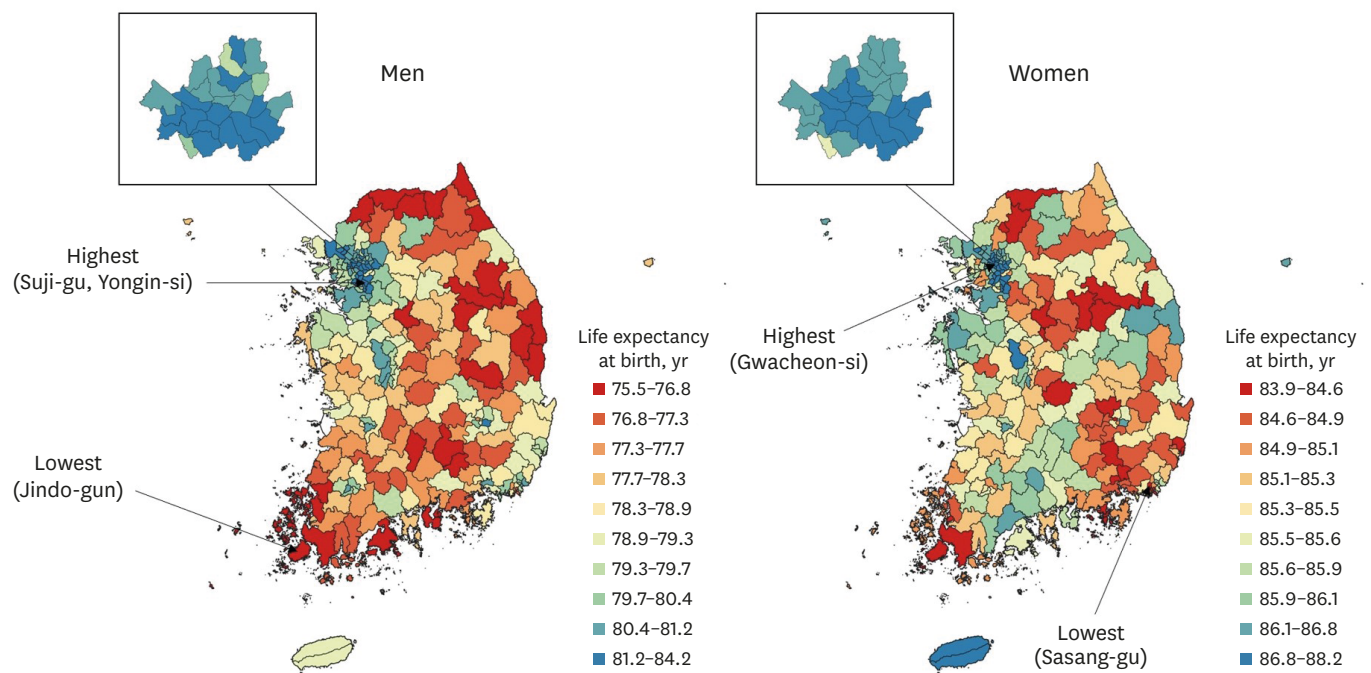 Men
Highest
(Suji-gu, Yongin-si)
Lowest
(Jindo-gun)
Life expectancy
at birth, yr
75.5–76.8
76.8–77.3
77.3–77.7
77.7–78.3
78.3–78.9
78.9–79.3
79.3–79.7
79.7–80.4
80.4–81.2
81.2–84.2
Women
Highest
(Gwacheon-si)
Lowest
(Sasang-gu)
Life expectancy
at birth, yr
83.9–84.6
84.6–84.9
84.9–85.1
85.1–85.3
85.3–85.5
85.5–85.6
85.6–85.9
85.9–86.1
86.1–86.8
86.8–88.2